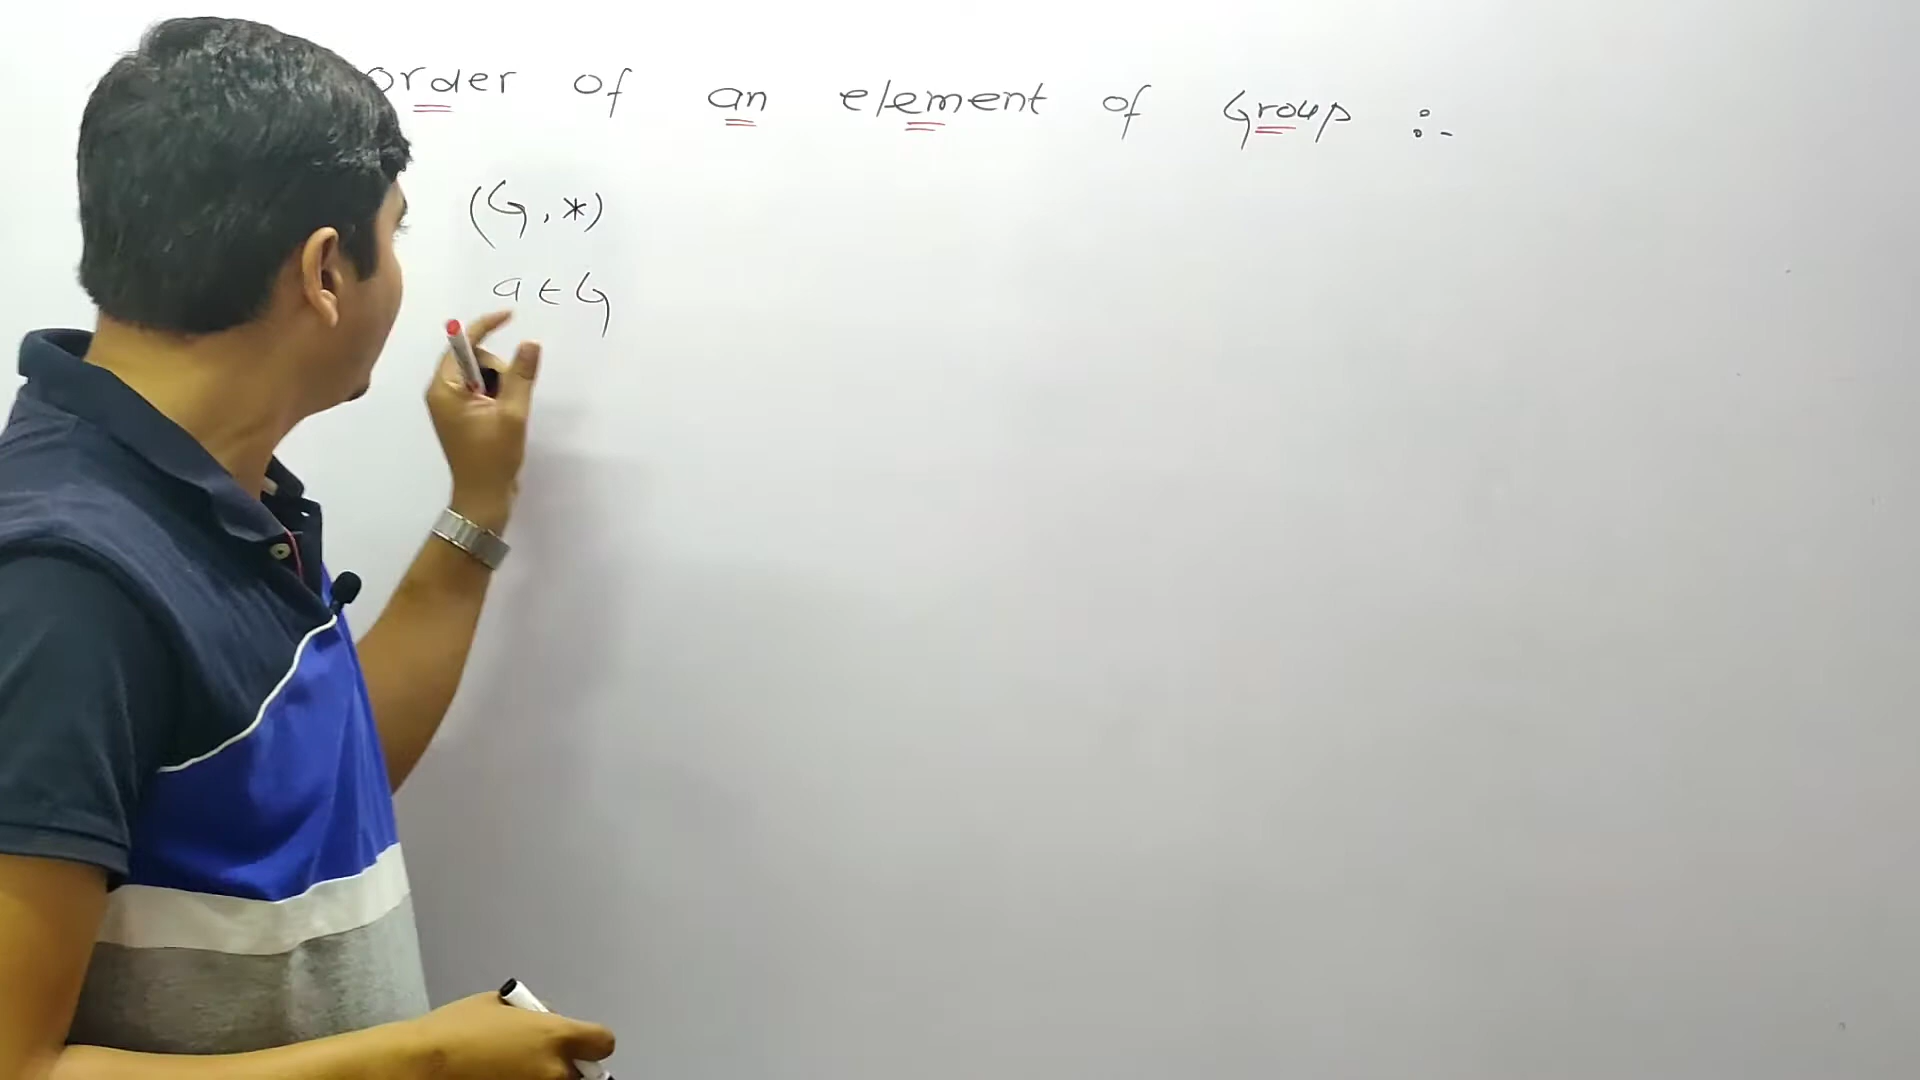 order of an element of Group :-
(G, *)
a ∈ G